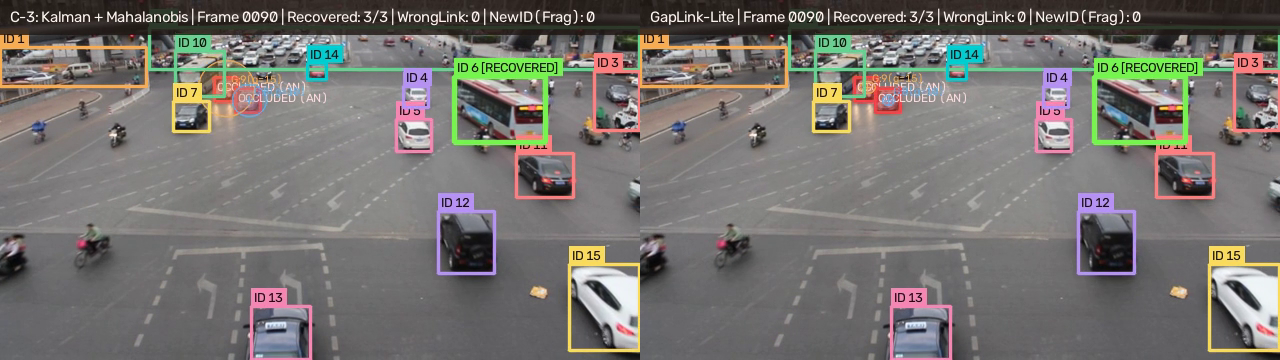 C-3: Kalman + Mahalanobis | Frame 0090 | Recovered: 3/3 | WrongLink: 0 | NewID(Frag): 0
ID 1
ID 10
ID 14
ID 7
OCCLUDED (AN)
OCCLUDED (AN)
ID 4
ID 5
ID 6 [RECOVERED]
ID 3
ID 11
ID 12
ID 15
ID 13
GapLink-Lite | Frame 0090 | Recovered: 3/3 | WrongLink: 0 | NewID(Frag): 0
ID 1
ID 10
ID 14
ID 7
OCCLUDED (AN)
OCCLUDED (AN)
ID 4
ID 5
ID 6 [RECOVERED]
ID 3
ID 11
ID 12
ID 15
ID 13